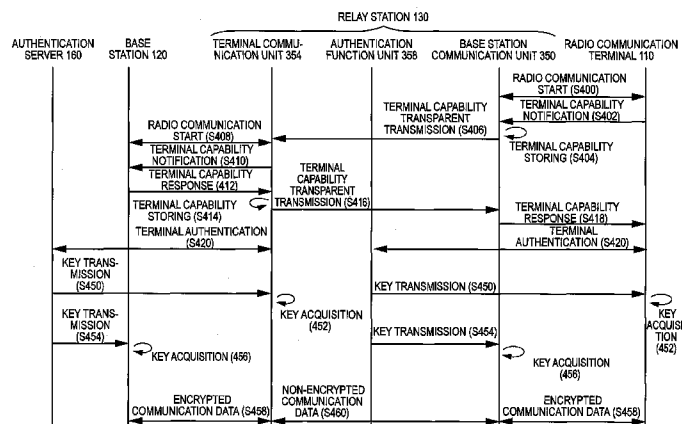 RELAY STATION 130
AUTHENTICATION
SERVER 160
BASE
STATION 120
TERMINAL COMMU-
NICATION UNIT 354
AUTHENTICATION
FUNCTION UNIT 358
BASE STATION
COMMUNICATION UNIT 350
RADIO COMMUNICATION
TERMINAL 110
RADIO COMMUNICATION
START (S400)
TERMINAL CAPABILITY
NOTIFICATION (S402)
TERMINAL CAPABILITY
TRANSPARENT
TRANSMISSION (S406)
TERMINAL CAPABILITY
STORING (S404)
RADIO COMMUNICATION
START (S408)
TERMINAL CAPABILITY
NOTIFICATION (S410)
TERMINAL CAPABILITY
RESPONSE (412)
TERMINAL
CAPABILITY
TRANSPARENT
TRANSMISSION (S416)
TERMINAL CAPABILITY
STORING (S414)
TERMINAL CAPABILITY
RESPONSE (S418)
TERMINAL AUTHENTICATION
(S420)
TERMINAL
AUTHENTICATION (S420)
KEY TRANS-
MISSION
(S450)
KEY TRANSMISSION (S450)
KEY ACQUISITION
(452)
KEY
ACQUISI
TION
(452)
KEY TRANS-
MISSION
(S454)
KEY TRANSMISSION (S454)
KEY ACQUISITION (456)
KEY ACQUISITION
(456)
ENCRYPTED
COMMUNICATION DATA (S458)
NON-ENCRYPTED
COMMUNICATION
DATA (S460)
ENCRYPTED
COMMUNICATION DATA (S458)